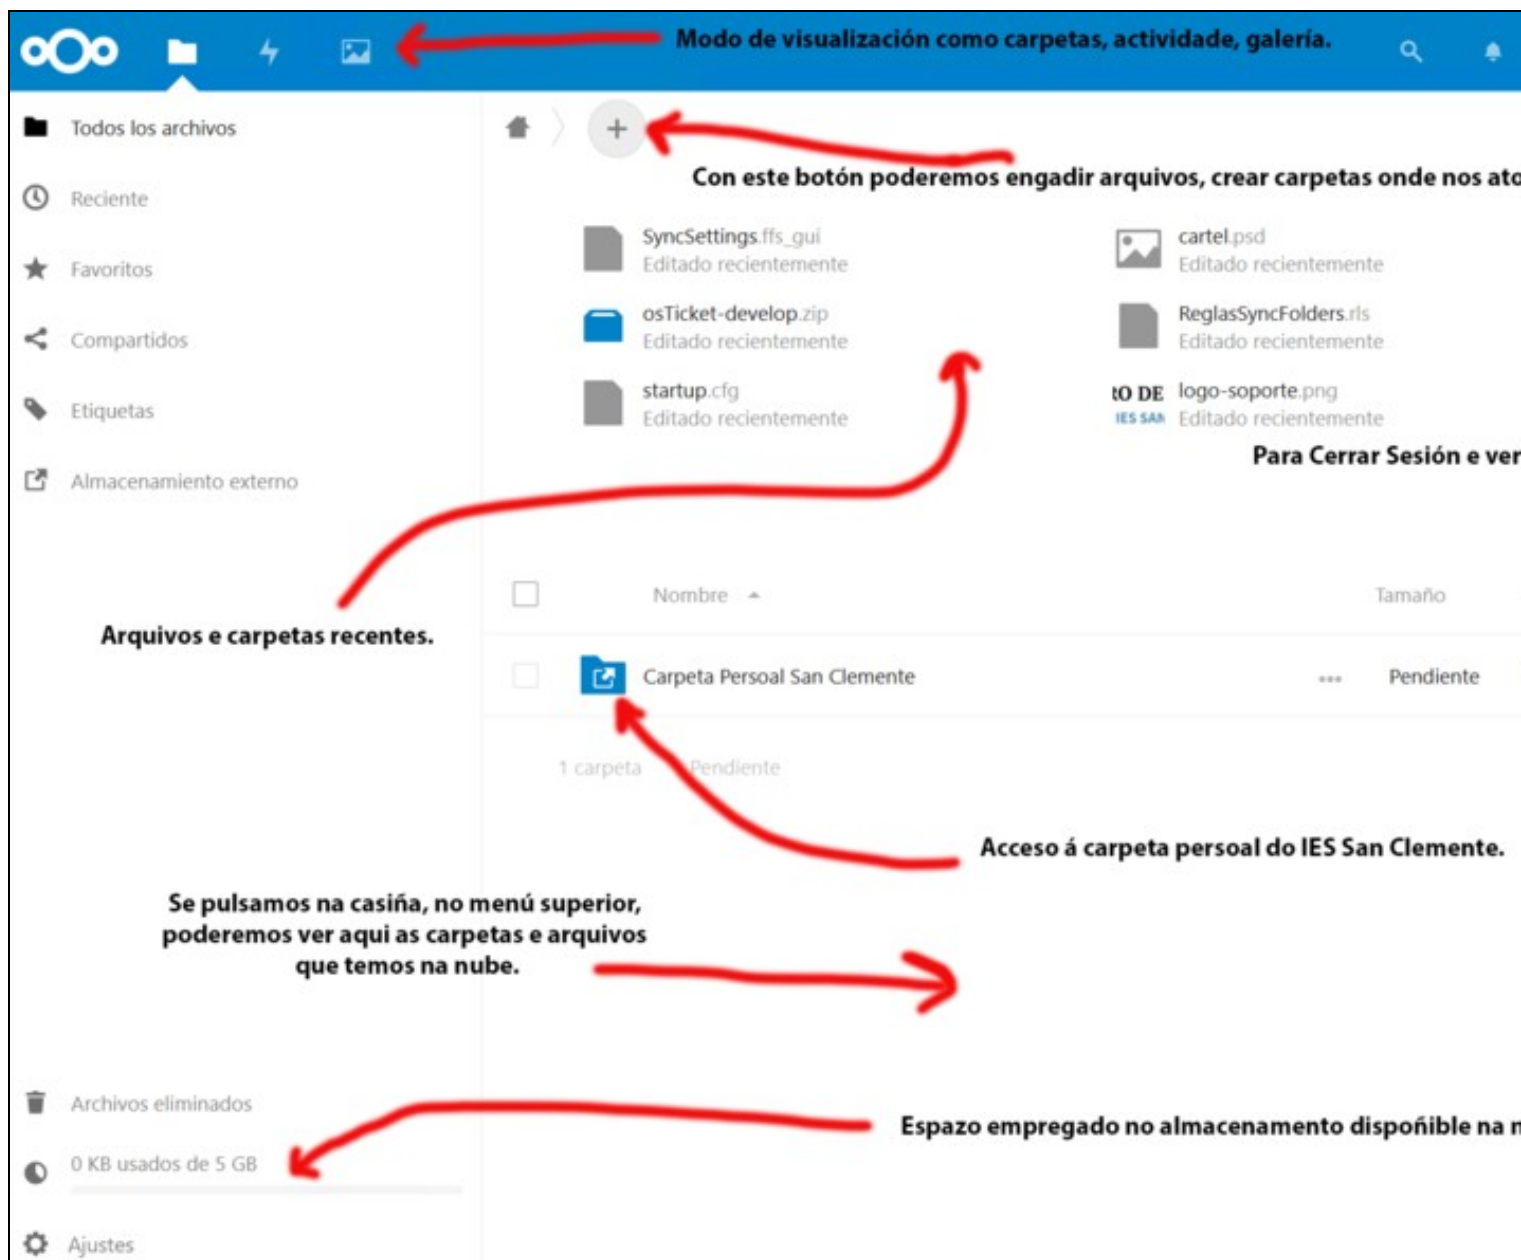 Modo de visualización como carpetas, actividade, galería.
Todos los archivos
Reciente
Favoritos
Compartidos
Etiquetas
Almacenamiento externo
Con este botón poderemos engadir arquivos, crear carpetas onde nos ato
SyncSettings.ffs_gui
Editado recientemente
cartel.psd
Editado recientemente
osTicket-develop.zip
Editado recientemente
ReglasSyncFolders.rls
Editado recientemente
startup.cfg
Editado recientemente
RO DE
IES SAN
logo-soporte.png
Editado recientemente
Para Cerrar Sesión e ver
Arquivos e carpetas recentes.
Nombre
Tamaño
Carpeta Persoal San Clemente
Pendiente
1 carpeta
Pendiente
Acceso á carpeta persoal do IES San Clemente.
Se pulsamos na casiña, no menú superior,
poderemos ver aqui as carpetas e arquivos
que temos na nube.
Archivos eliminados
Espazo empregado no almacenamento dispoñible na n
0 KB usados de 5 GB
Ajustes